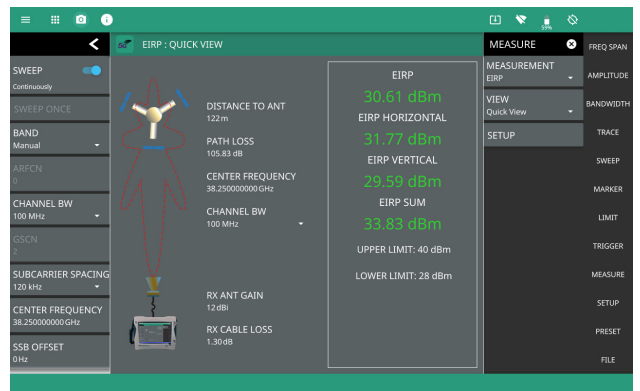 59%
5G
EIRP : QUICK VIEW
SWEEP
Continuously
SWEEP ONCE
BAND
Manual
ARFCN
0
CHANNEL BW
100 MHz
GSCN
2
SUBCARRIER SPACING
120 kHz
CENTER FREQUENCY
38.250000000 GHz
SSB OFFSET
0 Hz
DISTANCE TO ANT
122 m
PATH LOSS
105.83 dB
CENTER FREQUENCY
38.250000000 GHz
CHANNEL BW
100 MHz
RX ANT GAIN
12 dBi
RX CABLE LOSS
1.30 dB
EIRP
30.61 dBm
EIRP HORIZONTAL
31.77 dBm
EIRP VERTICAL
29.59 dBm
EIRP SUM
33.83 dBm
UPPER LIMIT: 40 dBm
LOWER LIMIT: 28 dBm
MEASURE
MEASUREMENT
EIRP
VIEW
Quick View
SETUP
FREQ SPAN
AMPLITUDE
BANDWIDTH
TRACE
SWEEP
MARKER
LIMIT
TRIGGER
MEASURE
SETUP
PRESET
FILE